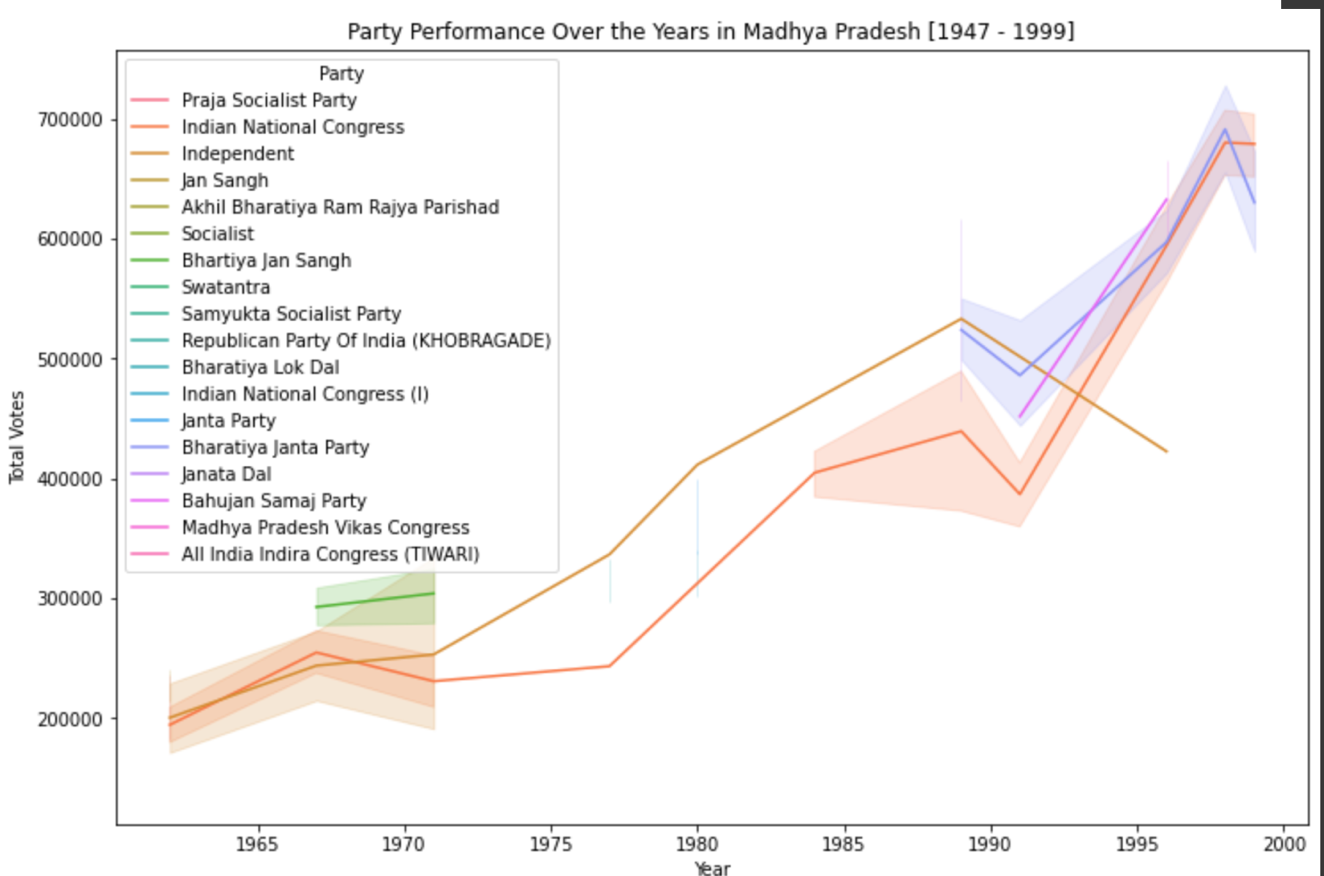 Party Performance Over the Years in Madhya Pradesh [1947 - 1999]
Party
Praja Socialist Party
Indian National Congress
Independent
Jan Sangh
Akhil Bharatiya Ram Rajya Parishad
Socialist
Bhartiya Jan Sangh
Swatantra
Samyukta Socialist Party
Republican Party Of India (KHOBRAGADE)
Bharatiya Lok Dal
Indian National Congress (I)
Janta Party
Bharatiya Janta Party
Janata Dal
Bahujan Samaj Party
Madhya Pradesh Vikas Congress
All India Indira Congress (TIWARI)
Total Votes
700000
600000
500000
400000
300000
200000
1965 1970 1975 1980 1985 1990 1995 2000
Year